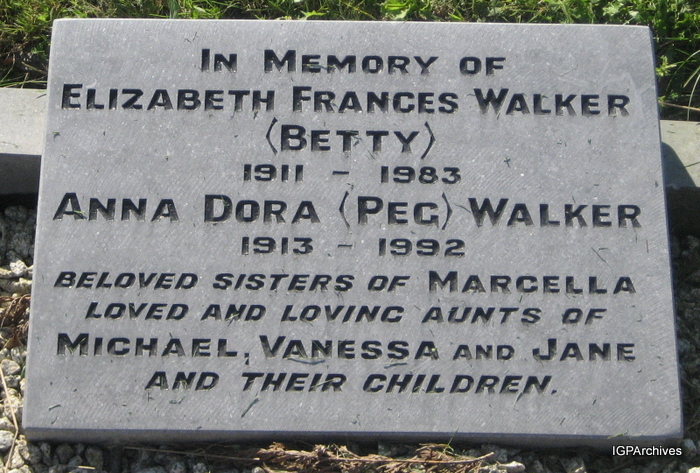 IN MEMORY OF
ELIZABETH FRANCES WALKER
(BETTY)
1911 - 1983
ANNA DORA (PEG) WALKER
1913 - 1992
BELOVED SISTERS OF MARCELLA
LOVED AND LOVING AUNTS OF
MICHAEL, VANESSA AND JANE
AND THEIR CHILDREN.
IGPArchives